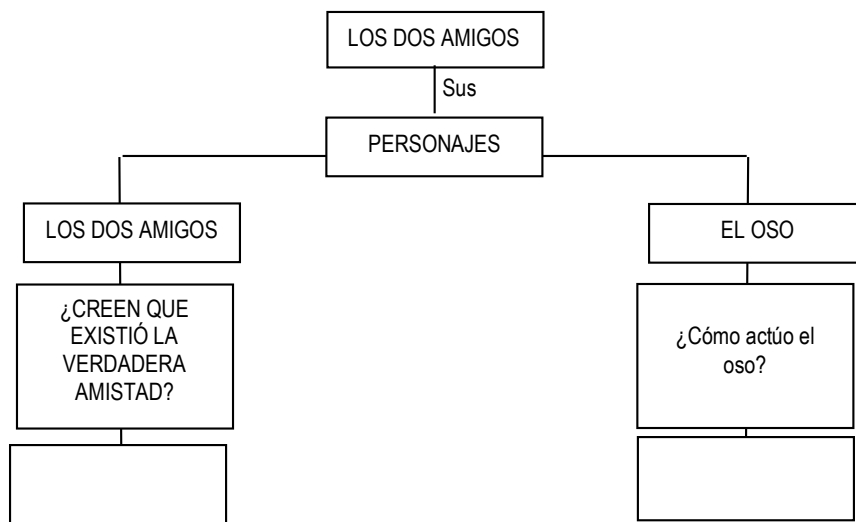 LOS DOS AMIGOS
Sus
PERSONAJES
LOS DOS AMIGOS
EL OSO
¿CREEN QUE
EXISTIÓ LA
VERDADERA
AMISTAD?
¿Cómo actúo el
oso?